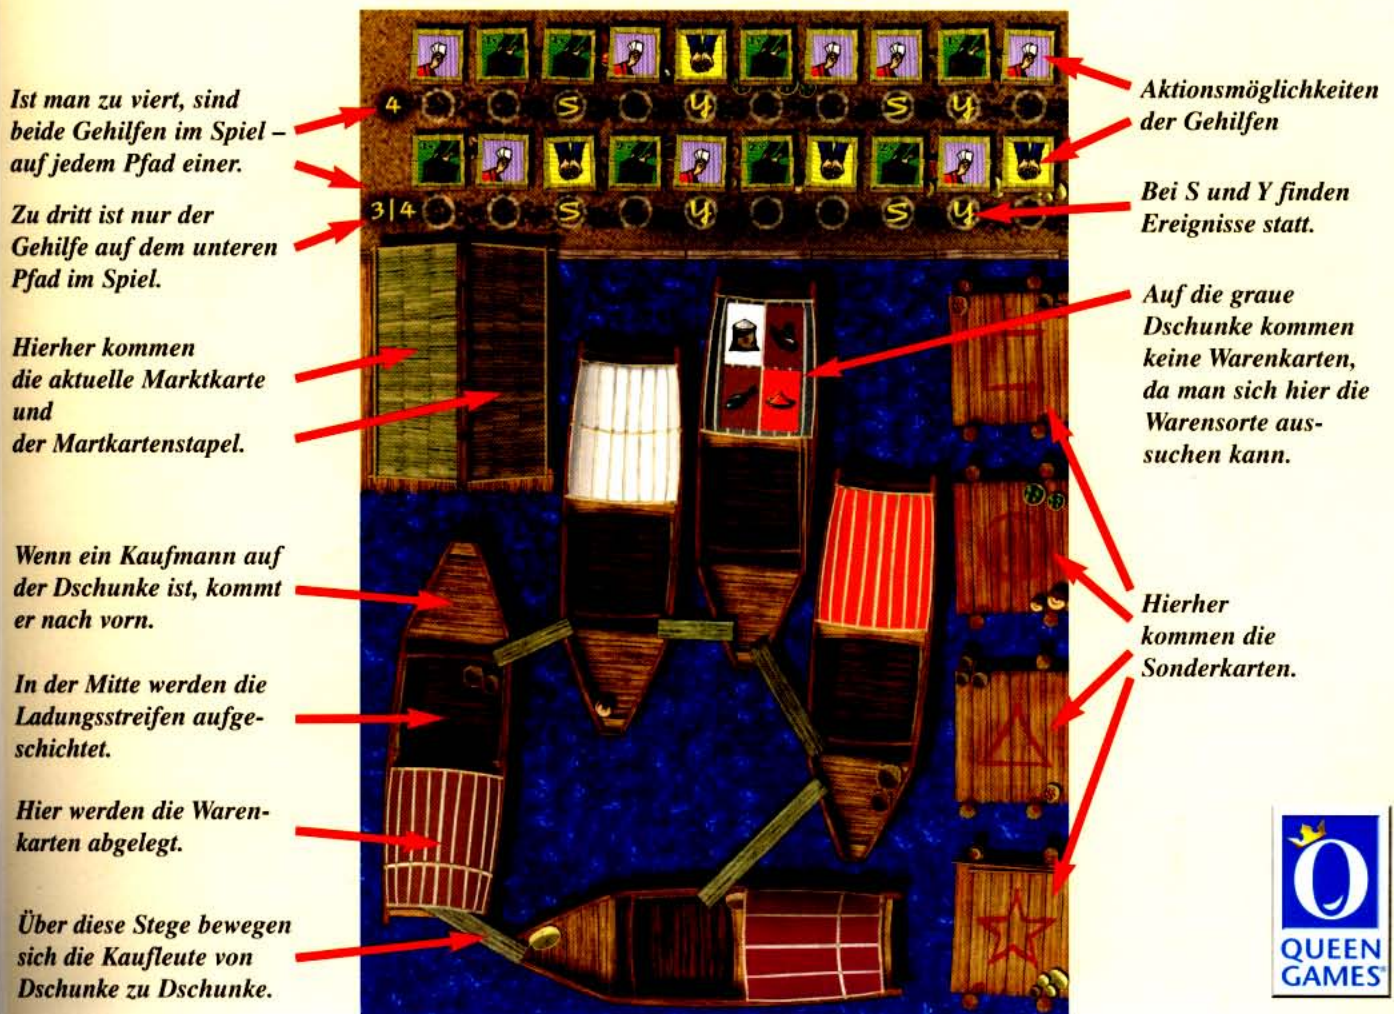 Ist man zu viert, sind
beide Gehilfen im Spiel –
auf jedem Pfad einer.
Zu dritt ist nur der
Gehilfe auf dem unteren
Pfad im Spiel.
Hierher kommen
die aktuelle Marktkarte
und
der Martkartenstapel.
Wenn ein Kaufmann auf
der Dschunke ist, kommt
er nach vorn.
In der Mitte werden die
Ladungsstreifen aufge-
schichtet.
Hier werden die Waren-
karten abgelegt.
Über diese Stege bewegen
sich die Kaufleute von
Dschunke zu Dschunke.
4 S Y S Y
3|4 S Y S Y
Aktionsmöglichkeiten
der Gehilfen
Bei S und Y finden
Ereignisse statt.
Auf die graue
Dschunke kommen
keine Warenkarten,
da man sich hier die
Warensorte aus-
suchen kann.
Hierher
kommen die
Sonderkarten.
QUEEN
GAMES®